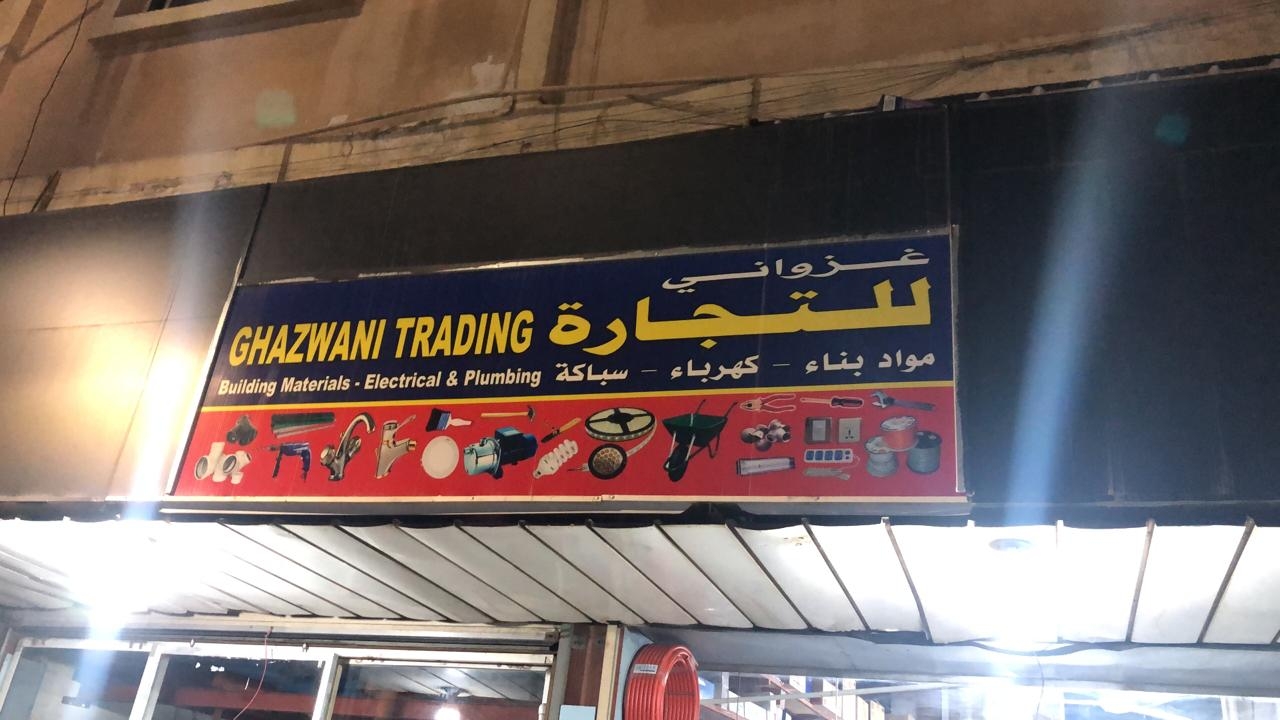 غزواني
للتجارة
GHAZWANI TRADING
مواد بناء - كهرباء - سباكة
Building Materials - Electrical & Plumbing